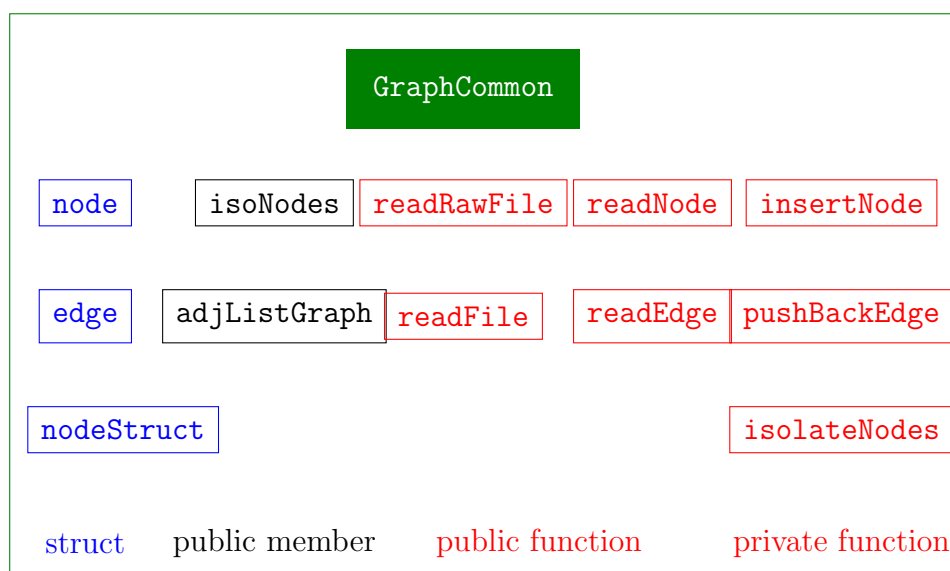 GraphCommon
node isoNodes readRawFile readNode insertNode
edge adjListGraph readFile readEdge pushBackEdge
nodeStruct isolateNodes
struct public member public function private function